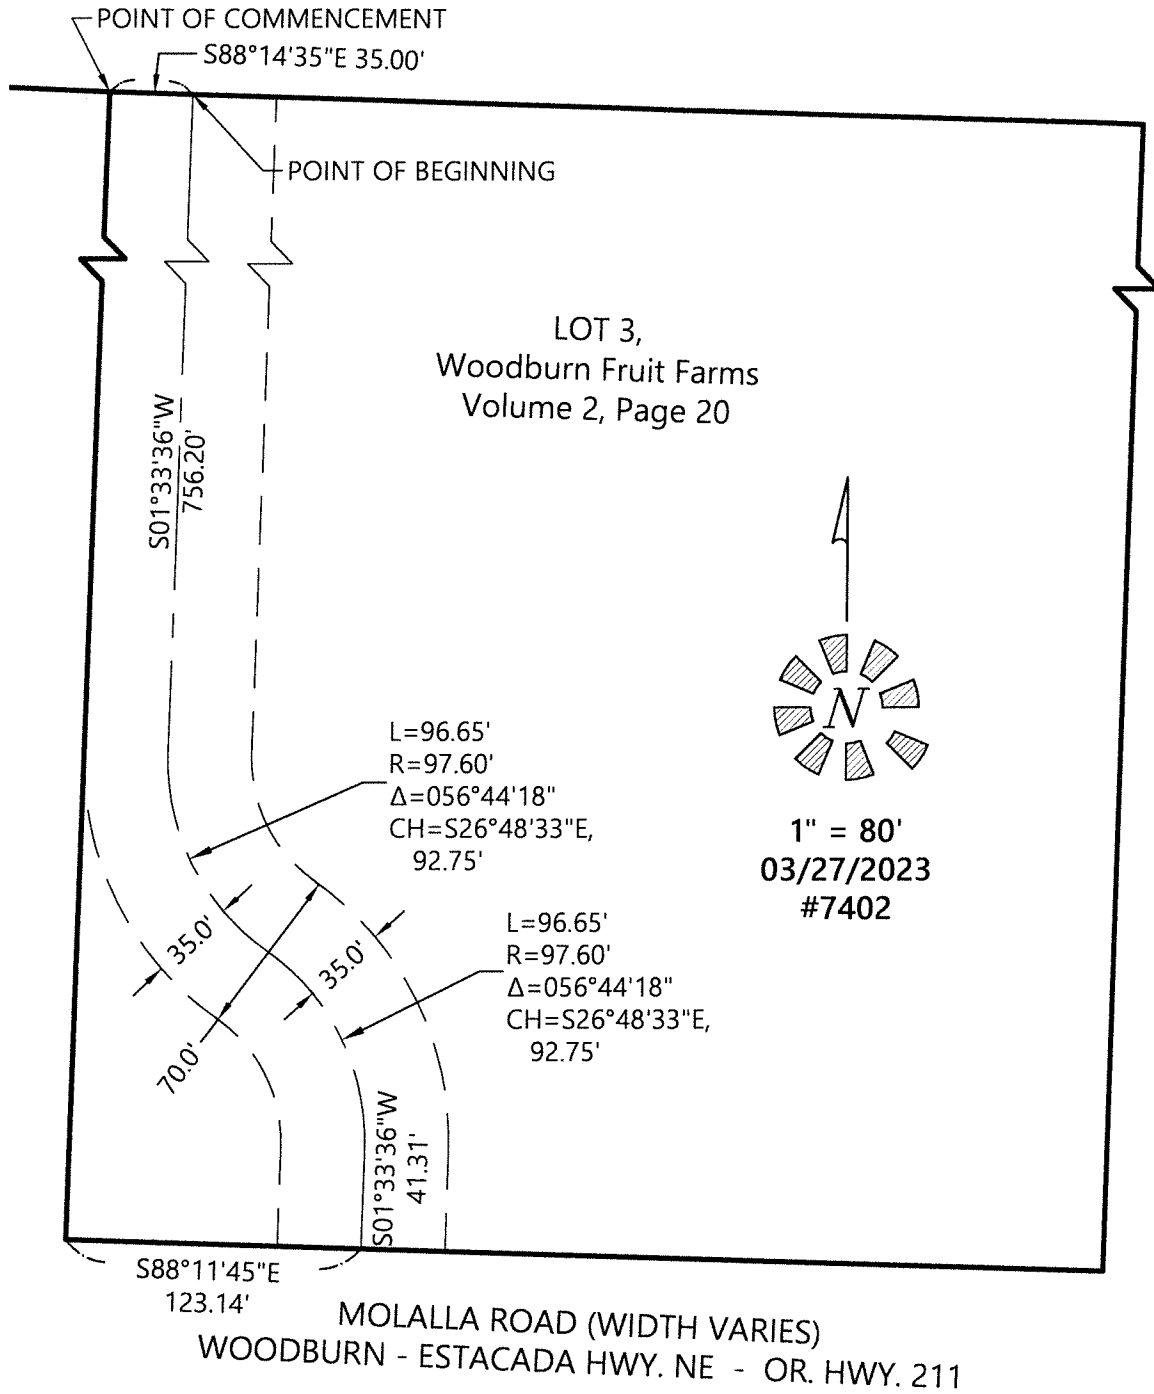 POINT OF COMMENCEMENT
S88°14'35"E 35.00'
POINT OF BEGINNING
LOT 3,
Woodburn Fruit Farms
Volume 2, Page 20
S01°33'36"W
756.20'
N
L=96.65'
R=97.60'
Δ=056°44'18"
CH=S26°48'33"E,
92.75'
1" = 80'
03/27/2023
#7402
35.0'
35.0'
70.0'
L=96.65'
R=97.60'
Δ=056°44'18"
CH=S26°48'33"E,
92.75'
S01°33'36"W
41.31'
S88°11'45"E
123.14'
MOLALLA ROAD (WIDTH VARIES)
WOODBURN - ESTACADA HWY. NE - OR. HWY. 211